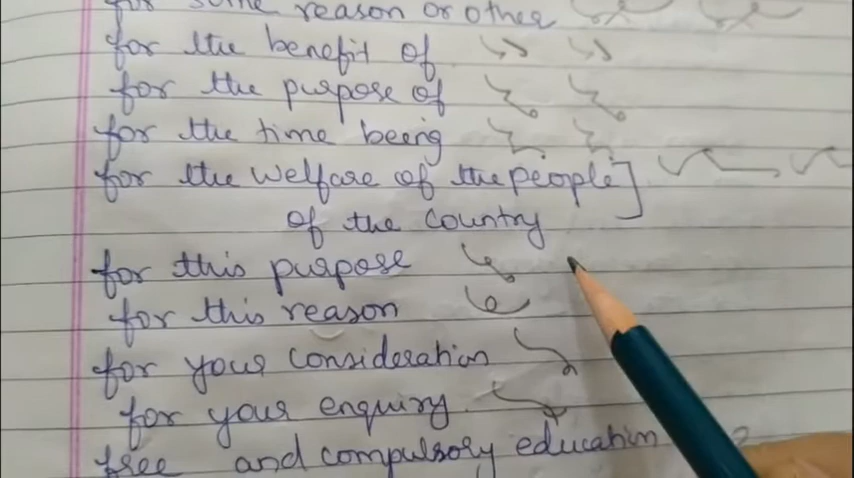 for some reason or other
for the benefit of
for the purpose of
for the time being
for the welfare of the people]
of the country
for this purpose
for this reason
for your consideration
for your enquiry.
free and compulsory education